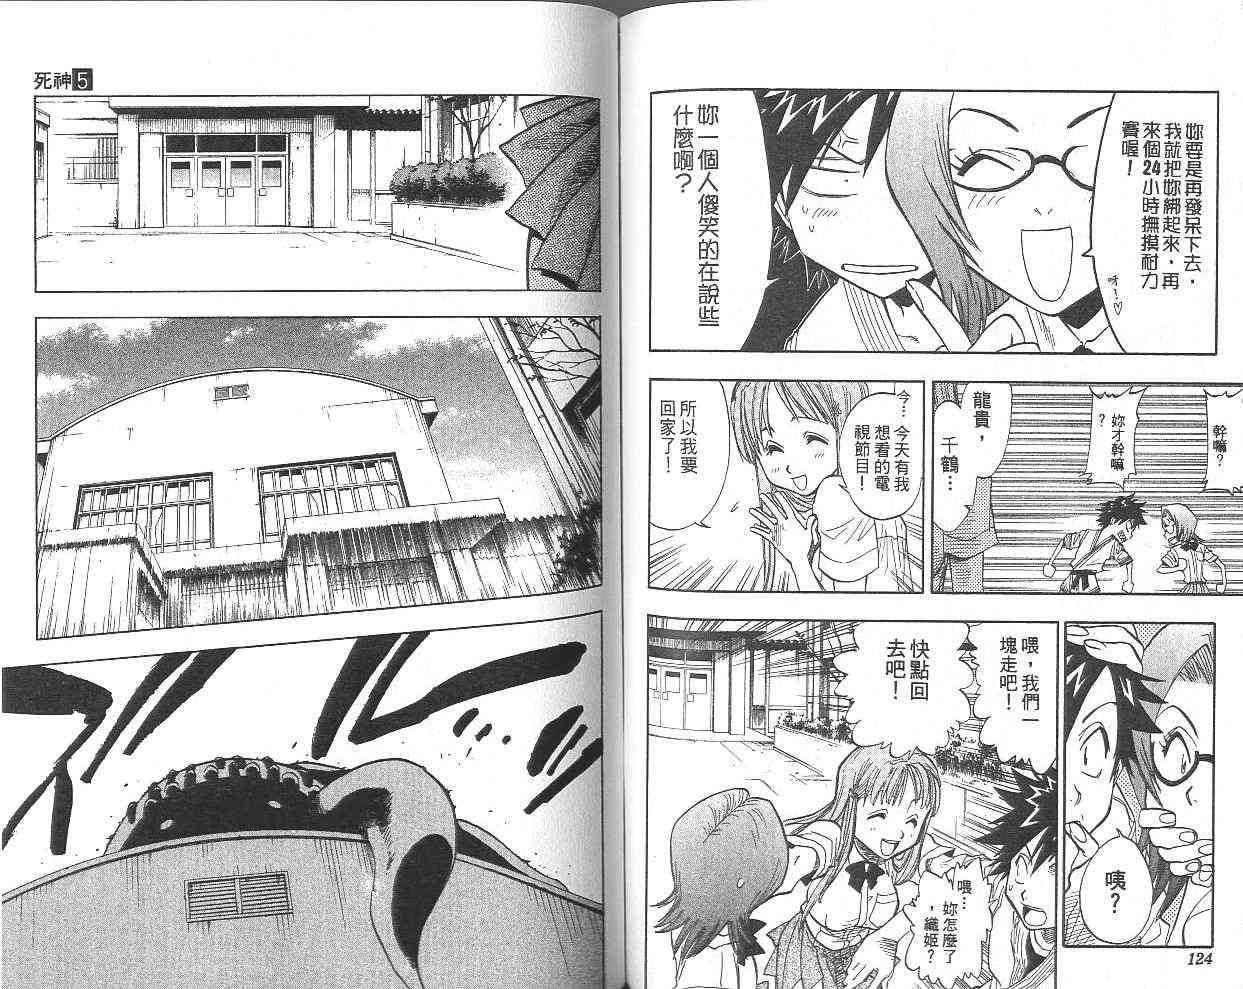 妳要是再發呆下去，
我就把妳綁起來，再
來個24小時撫摸耐力
賽喔！
呀！♡
妳一個人傻笑的在說些
什麼啊？
幹嘛？
妳才幹嘛
？
龍貴，
千鶴…
今…今天有我
想看的電
視節目！
所以我要
回家了！
咦？
喂，我們一
塊走吧！
快點回
去吧！
喂…
妳怎麼了
，織姬？
124
死神5